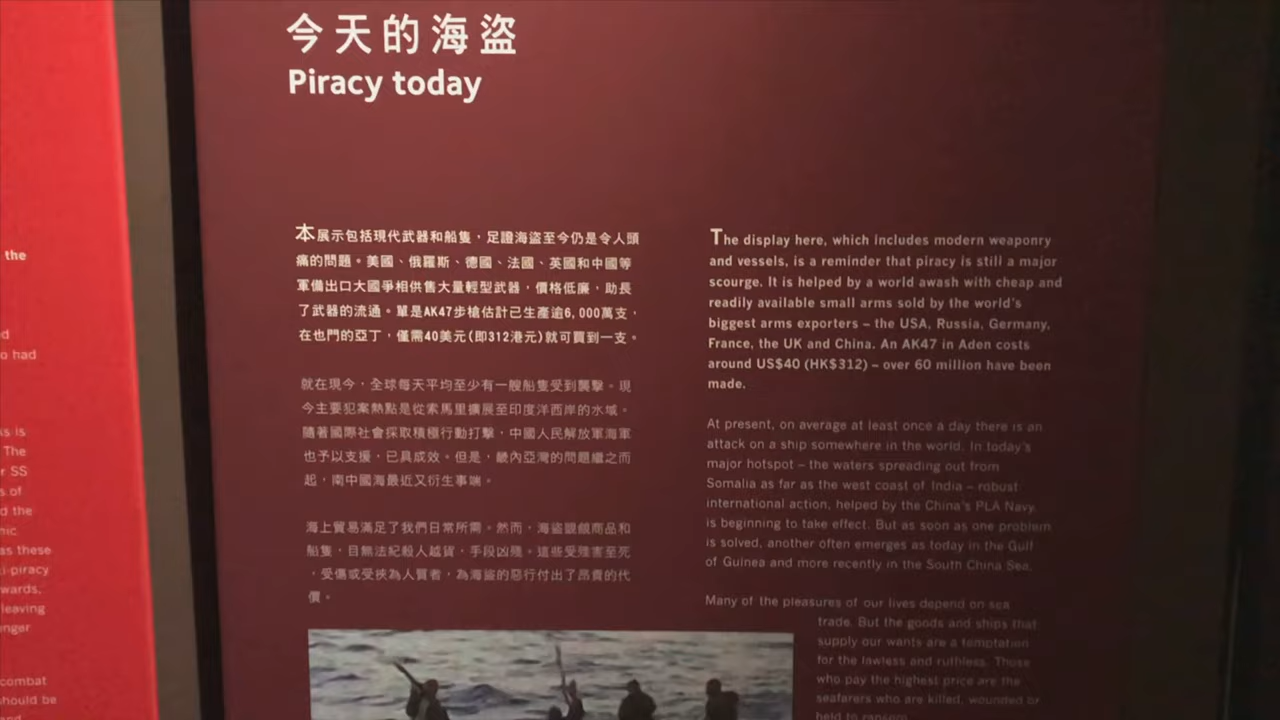 今天的海盜
Piracy today
本展示包括現代武器和船隻，足證海盜至今仍是令人頭
痛的問題。美國、俄羅斯、德國、法國、英國和中國等
軍備出口大國爭相供售大量輕型武器，價格低廉，助長
了武器的流通。單是AK47步槍估計已生產逾6,000萬支，
在也門的亞丁，僅需40美元(即312港元)就可買到一支。
就在現今，全球每天平均至少有一艘船隻受到襲擊。現
今主要犯案熱點是從索馬里擴展至印度洋西岸的水域。
隨著國際社會採取積極行動打擊，中國人民解放軍海軍
也予以支援，已具成效。但是，畿內亞灣的問題繼之而
起，南中國海最近又衍生事端。
海上貿易滿足了我們日常所需。然而，海盜覬覦商品和
船隻，目無法紀殺人越貨，手段凶殘。這些受殘害至死
，受傷或受挾為人質者，為海盜的惡行付出了昂貴的代
價。
The display here, which includes modern weaponry
and vessels, is a reminder that piracy is still a major
scourge. It is helped by a world awash with cheap and
readily available small arms sold by the world's
biggest arms exporters – the USA, Russia, Germany,
France, the UK and China. An AK47 in Aden costs
around US$40 (HK$312) – over 60 million have been
made.
At present, on average at least once a day there is an
attack on a ship somewhere in the world. In today's
major hotspot – the waters spreading out from
Somalia as far as the west coast of India – robust
international action, helped by the China's PLA Navy,
is beginning to take effect. But as soon as one problem
is solved, another often emerges as today in the Gulf
of Guinea and more recently in the South China Sea.
Many of the pleasures of our lives depend on sea
trade. But the goods and ships that
supply our wants are a temptation
for the lawless and ruthless. Those
who pay the highest price are the
seafarers who are killed, wounded or
held to ransom.
the
had
is
The
SS
of
the
as these
piracy
leaving
combat
should be